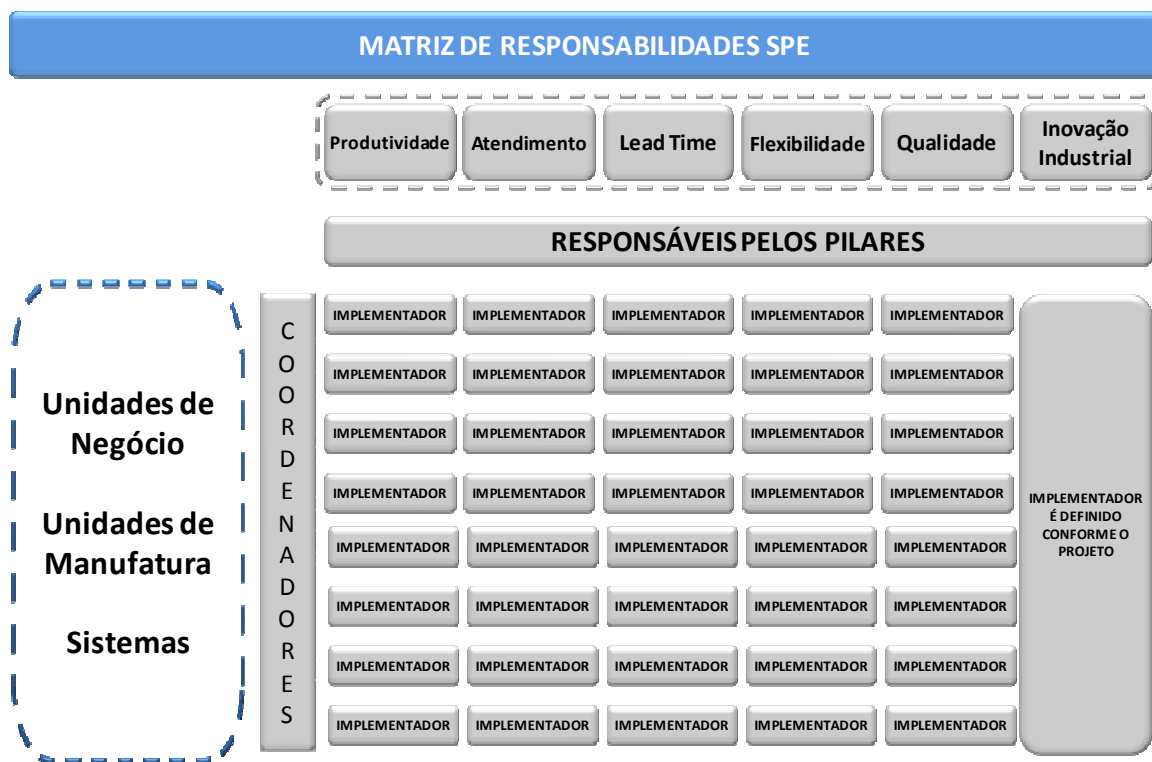 MATRIZ DE RESPONSABILIDADES SPE
Produtividade
Atendimento
Lead Time
Flexibilidade
Qualidade
Inovação
Industrial
RESPONSÁVEIS PELOS PILARES
Unidades de
Negócio
Unidades de
Manufatura
Sistemas
COORDENADORES
IMPLEMENTADOR IMPLEMENTADOR IMPLEMENTADOR IMPLEMENTADOR IMPLEMENTADOR
IMPLEMENTADOR IMPLEMENTADOR IMPLEMENTADOR IMPLEMENTADOR IMPLEMENTADOR
IMPLEMENTADOR IMPLEMENTADOR IMPLEMENTADOR IMPLEMENTADOR IMPLEMENTADOR
IMPLEMENTADOR IMPLEMENTADOR IMPLEMENTADOR IMPLEMENTADOR IMPLEMENTADOR
IMPLEMENTADOR IMPLEMENTADOR IMPLEMENTADOR IMPLEMENTADOR IMPLEMENTADOR
IMPLEMENTADOR IMPLEMENTADOR IMPLEMENTADOR IMPLEMENTADOR IMPLEMENTADOR
IMPLEMENTADOR IMPLEMENTADOR IMPLEMENTADOR IMPLEMENTADOR IMPLEMENTADOR
IMPLEMENTADOR IMPLEMENTADOR IMPLEMENTADOR IMPLEMENTADOR IMPLEMENTADOR
IMPLEMENTADOR
É DEFINIDO
CONFORME O
PROJETO